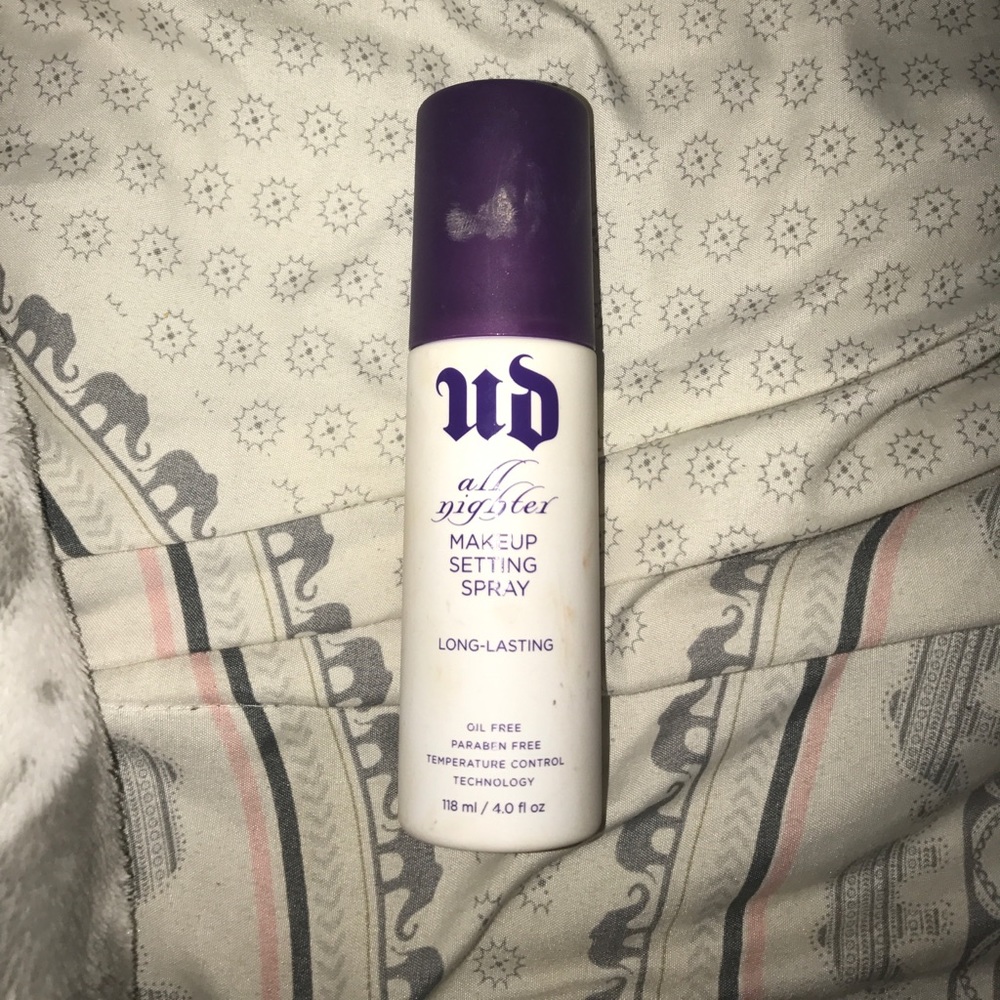 UD
all
nighter
MAKEUP
SETTING
SPRAY
LONG-LASTING
OIL FREE
PARABEN FREE
TEMPERATURE CONTROL
TECHNOLOGY
118 ml / 4.0 fl oz